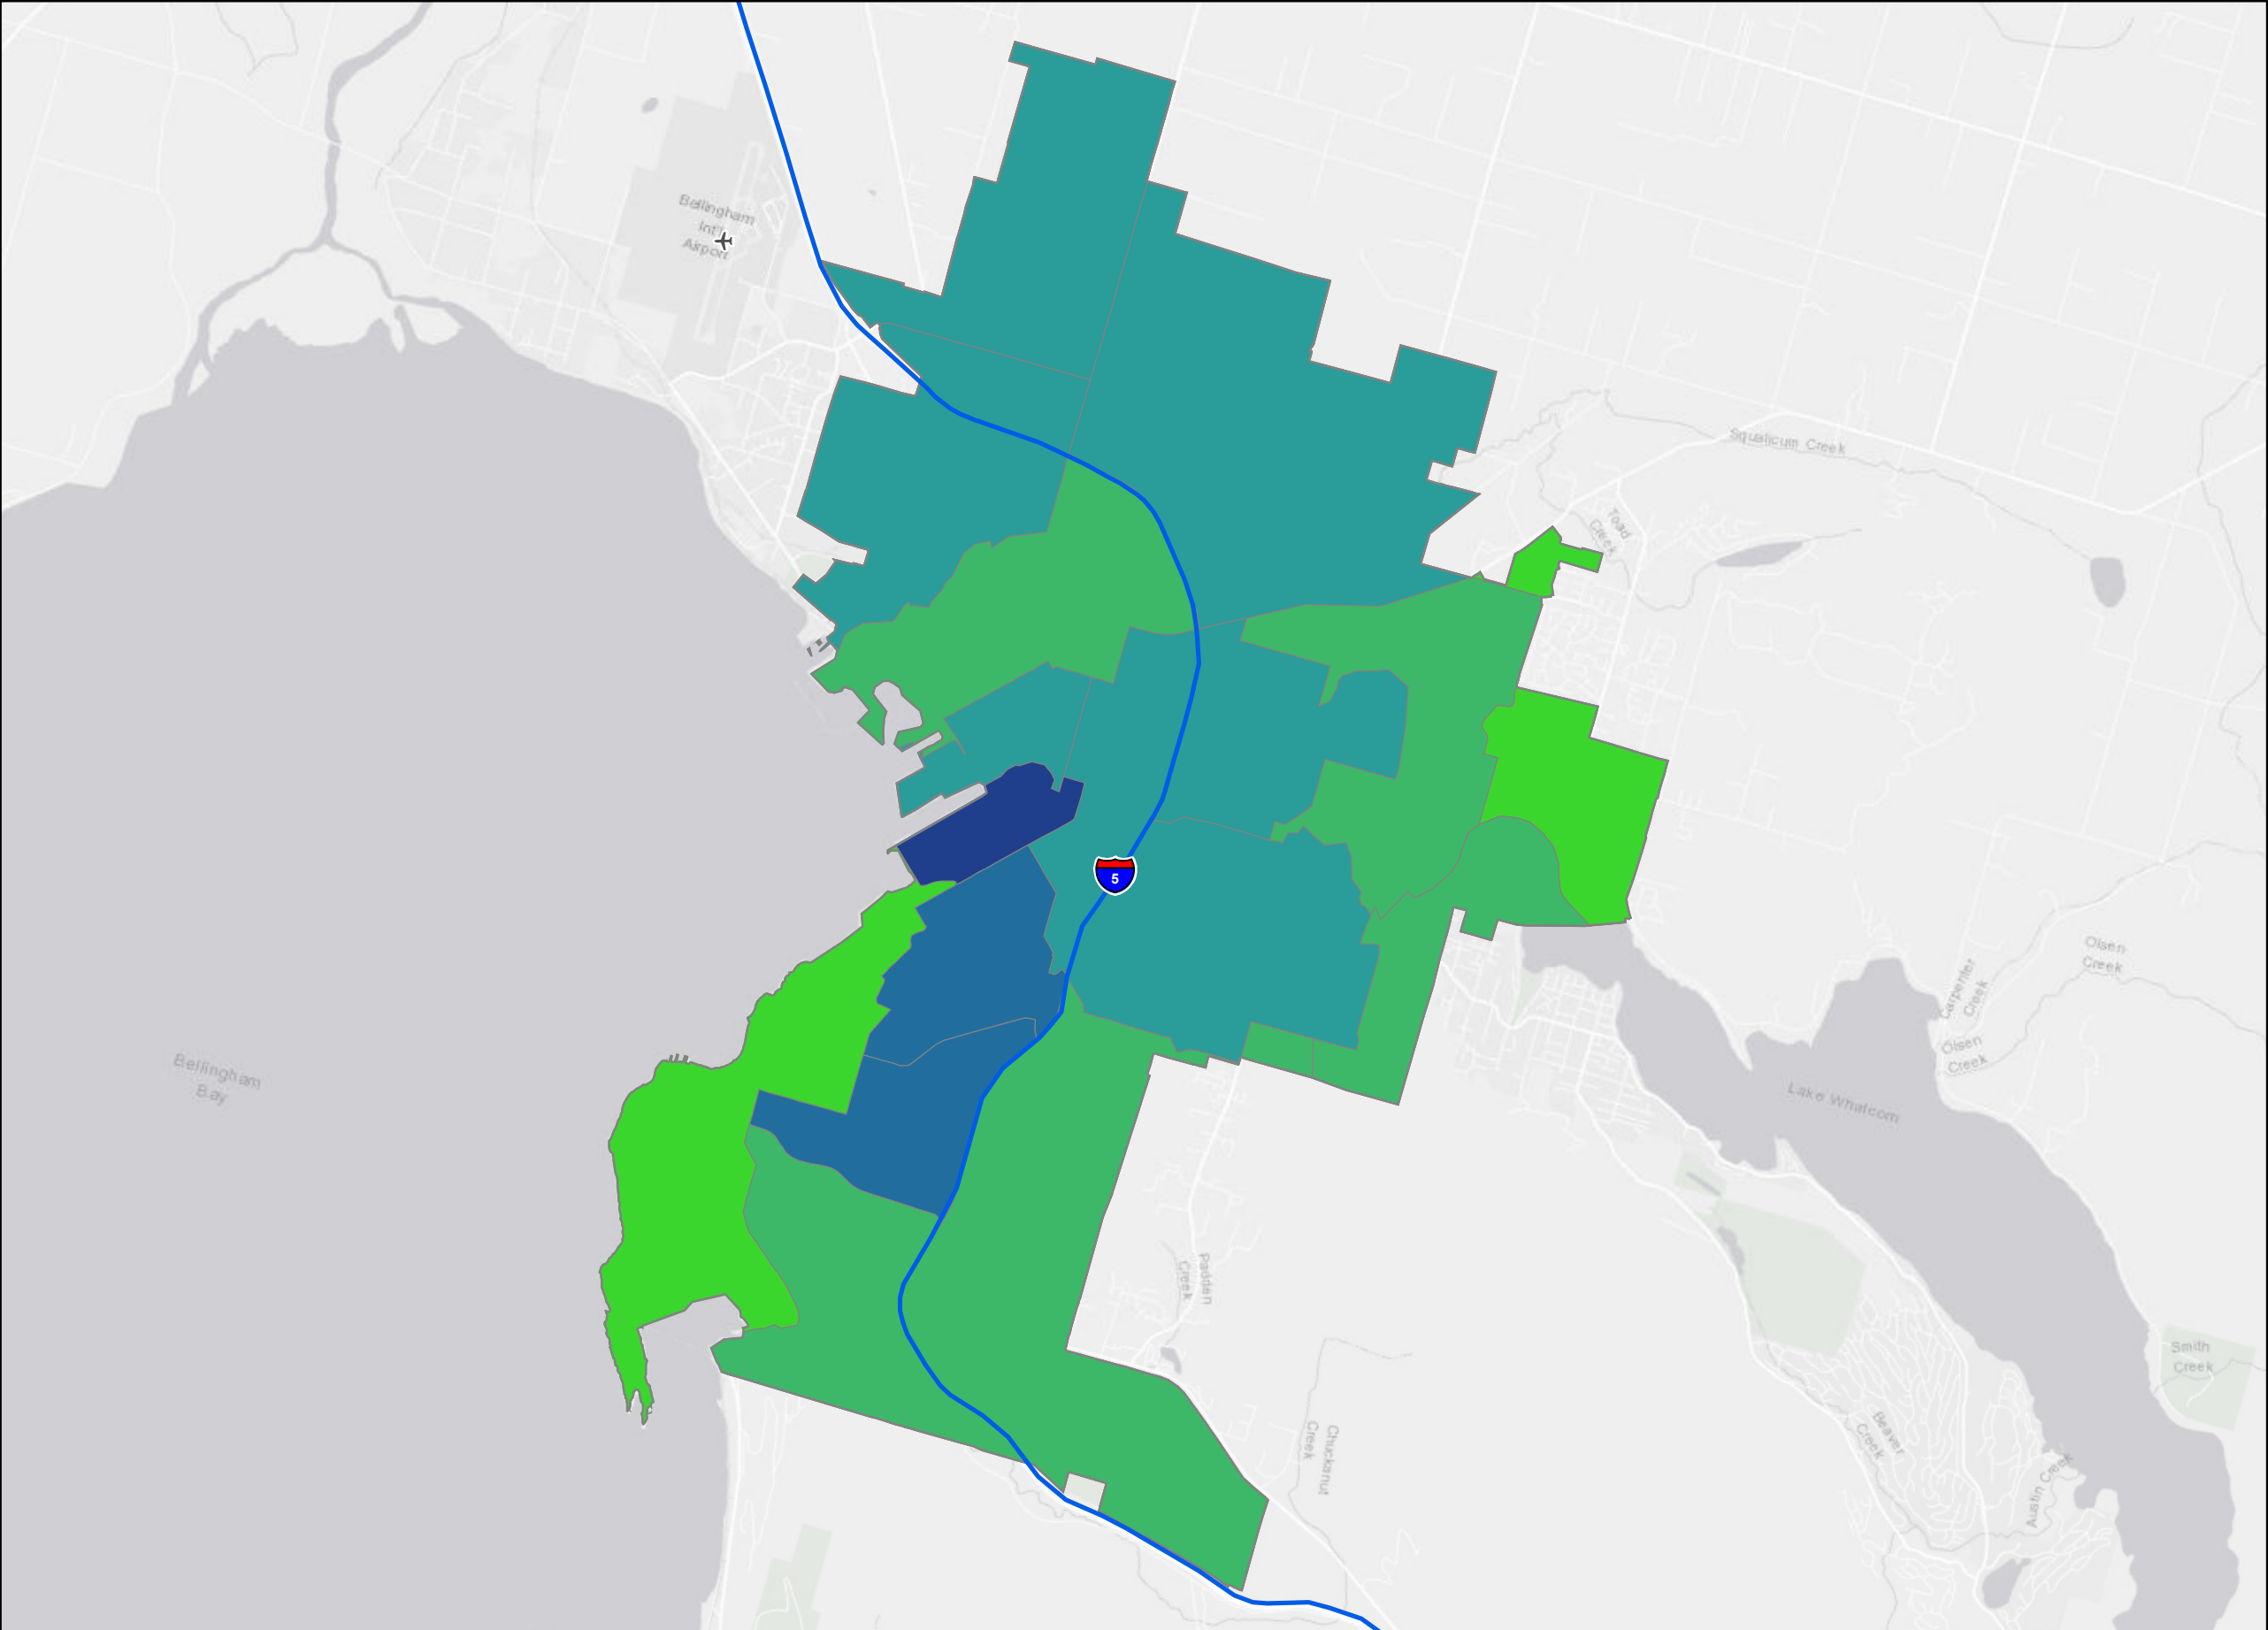 Bellingham
Int'l
Airport
Squalicum Creek
Toad
Creek
5
Olsen
Creek
Carpenter
Creek
Olsen
Creek
Bellingham
Bay
Lake Whatcom
Padden
Creek
Smith
Creek
Chuckanut
Creek
Beaver
Creek
Austin Creek